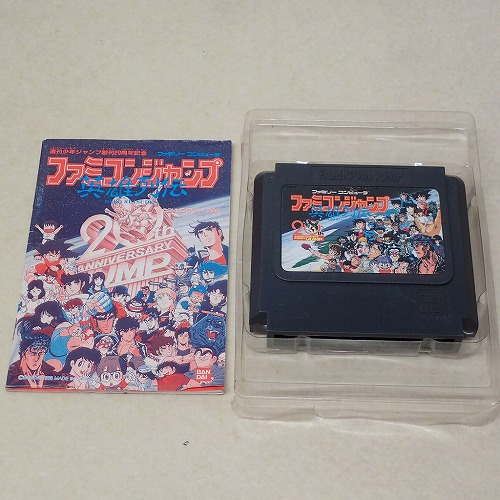 週刊少年ジャンプ創刊20周年記念
ファミリー コンピュータ
ファミコンジャンプ
英雄列伝
20th
ANNIVERSARY
JUMP
BAN
DAI
ファミリー コンピュータ
ファミコンジャンプ
英雄列伝